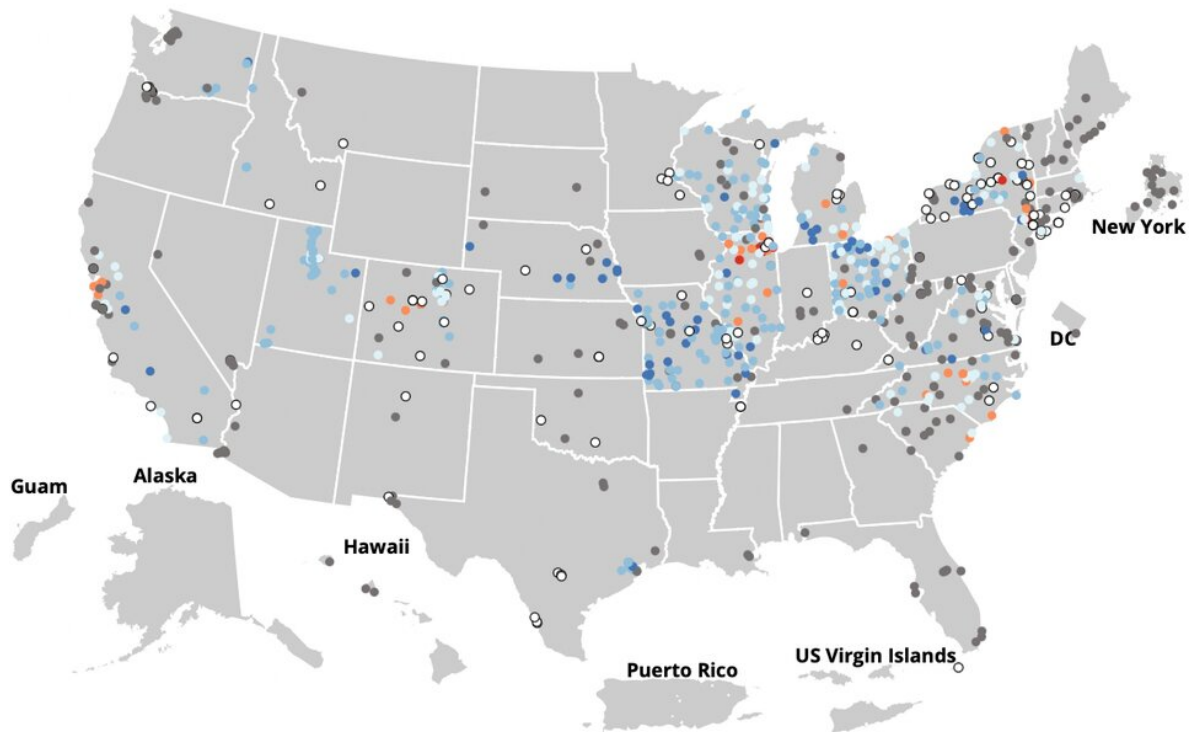 New York
DC
Alaska
Guam
Hawaii
US Virgin Islands
Puerto Rico